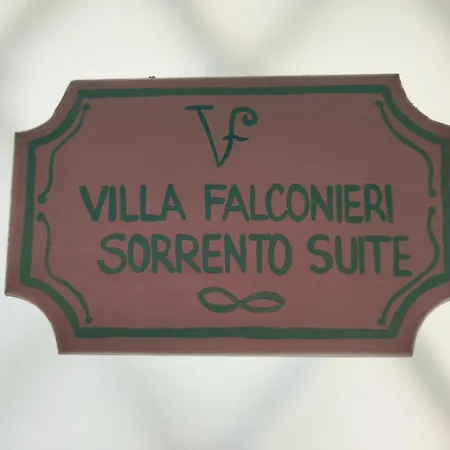 VF
VILLA FALCONIERI
SORRENTO SUITE